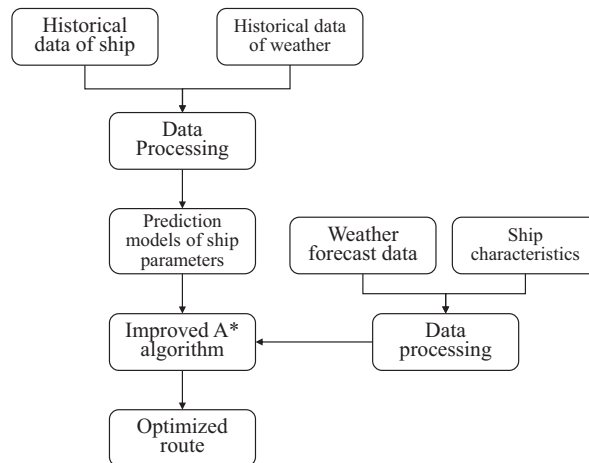 Historical
data of ship
Historical data
of weather
Data
Processing
Prediction
models of ship
parameters
Weather
forecast data
Ship
characteristics
Improved A*
algorithm
Data
processing
Optimized
route